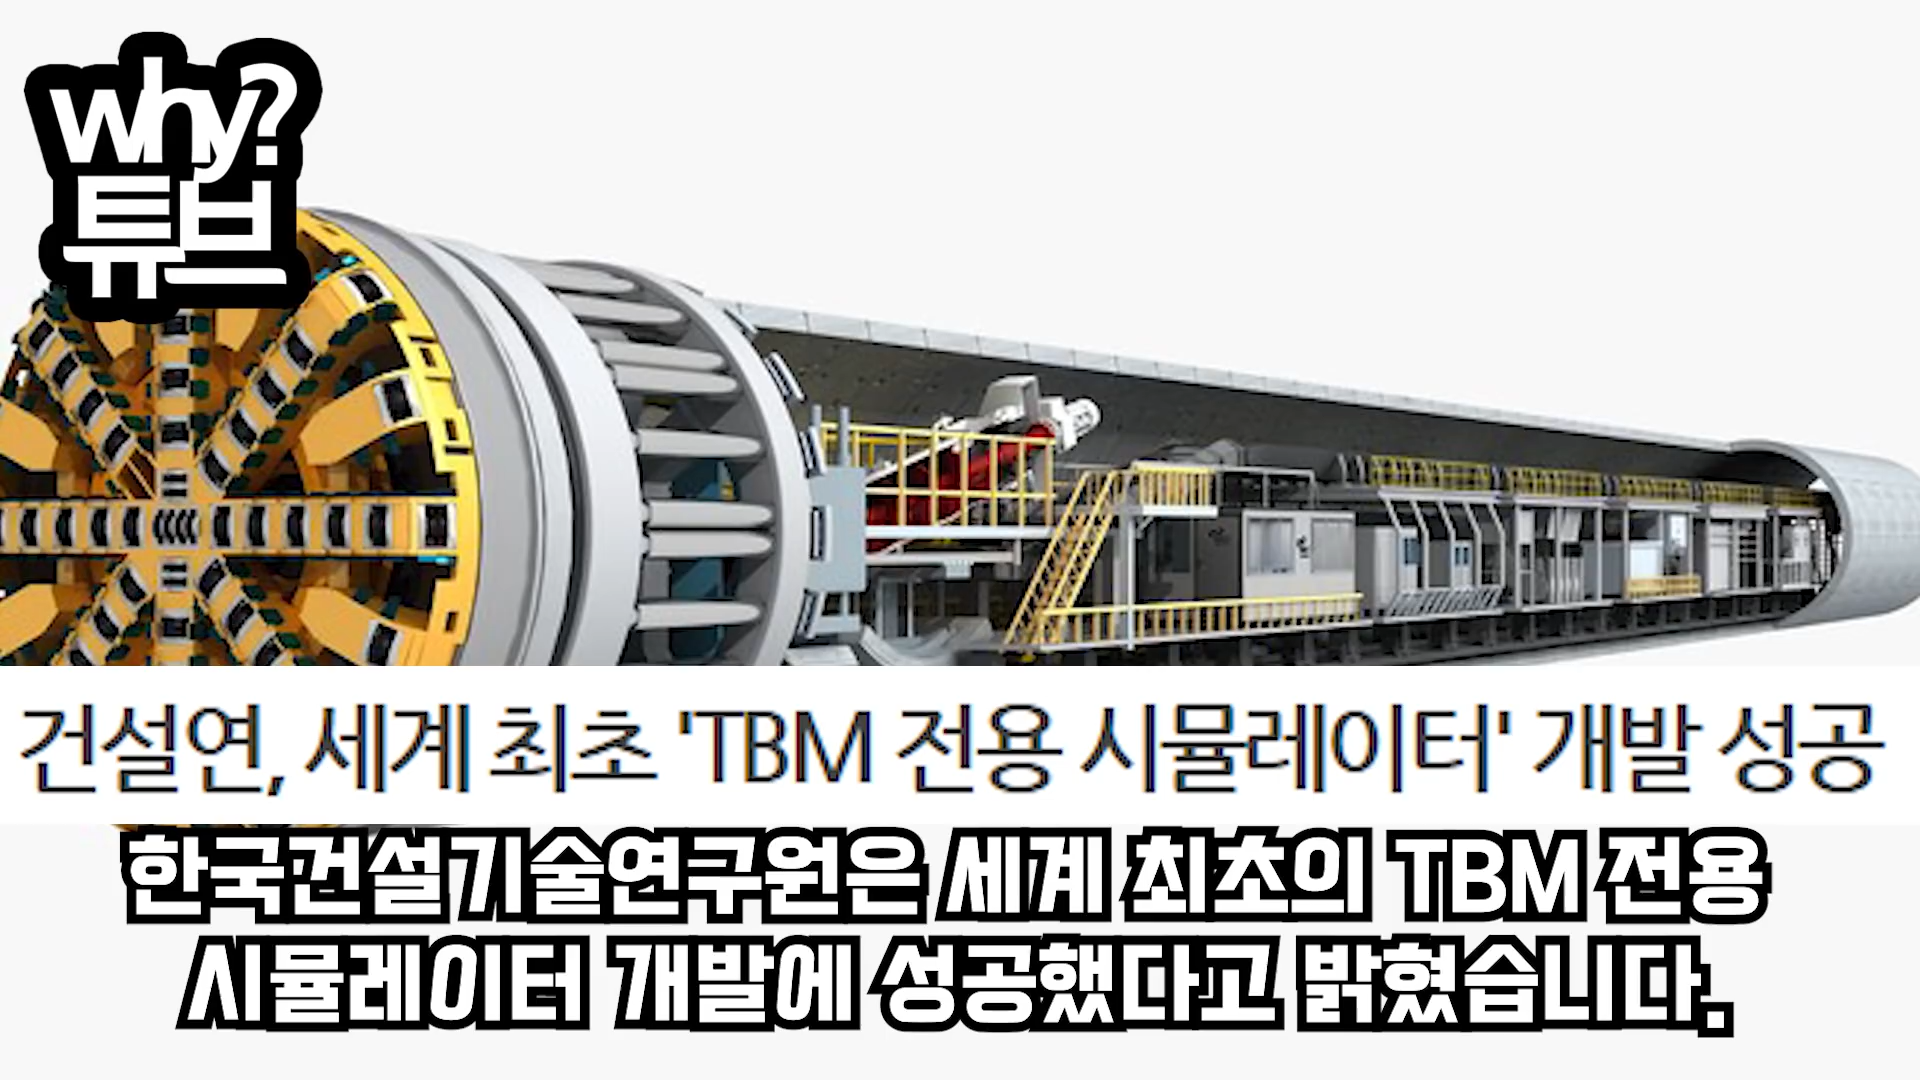 why?
튜브
건설연, 세계 최초 'TBM 전용 시뮬레이터' 개발 성공
한국건설기술연구원은 세계 최초의 TBM 전용
시뮬레이터 개발에 성공했다고 밝혔습니다.